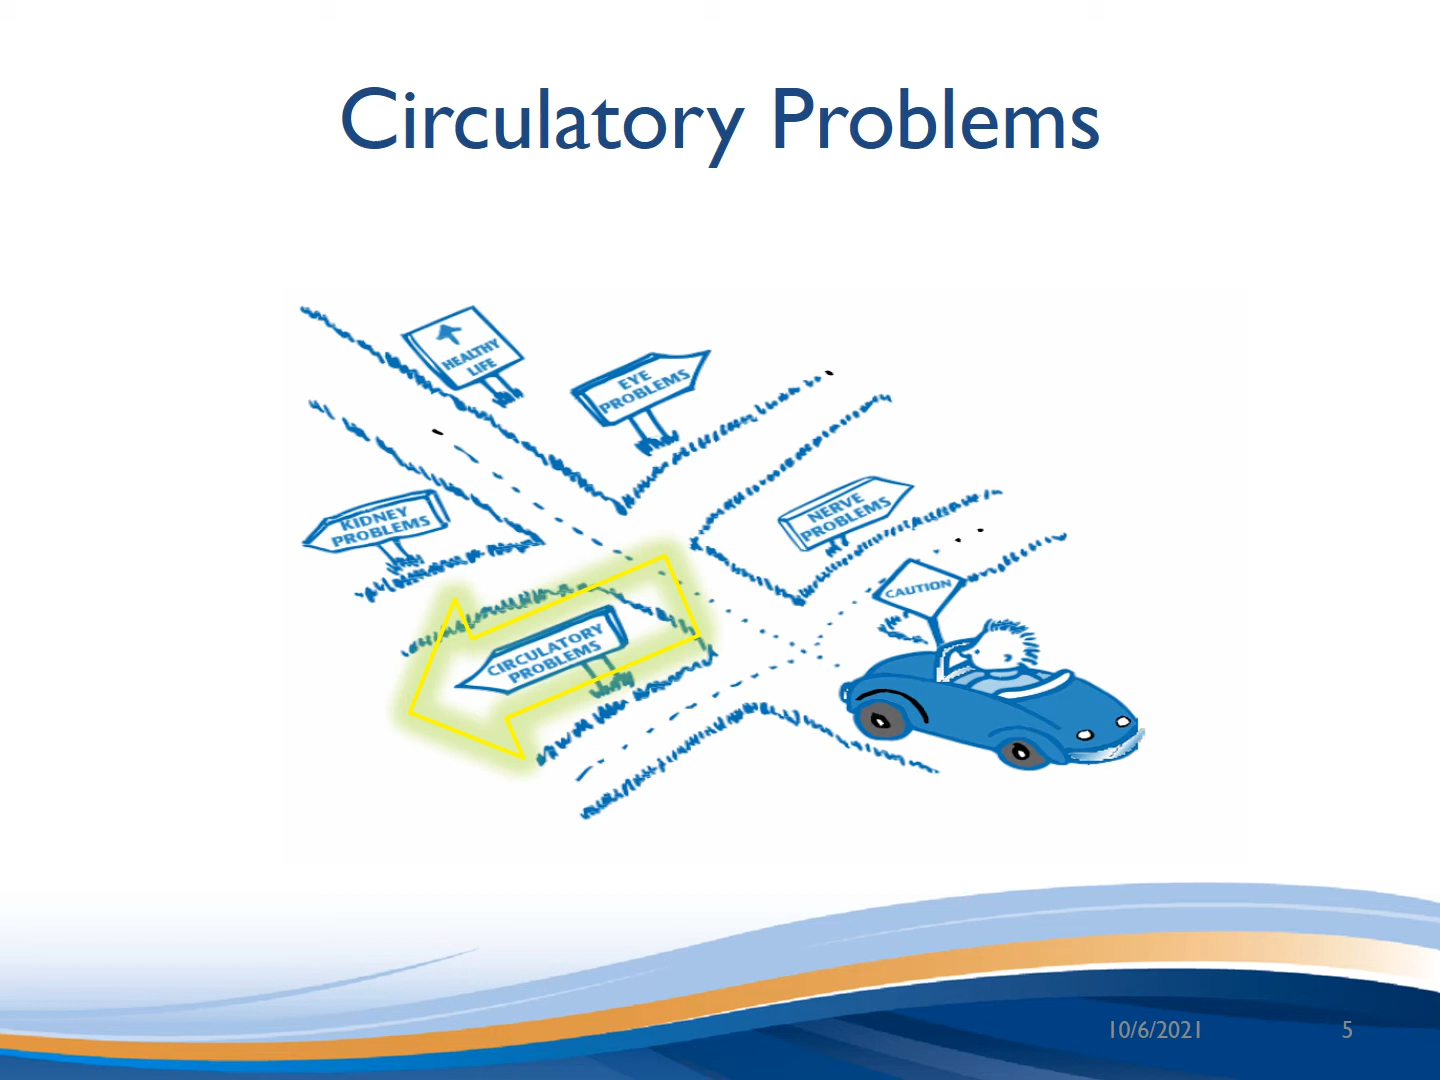 Circulatory Problems
HEALTHY
LIFE
EYE
PROBLEMS
KIDNEY
PROBLEMS
NERVE
PROBLEMS
CAUTION
CIRCULATORY
PROBLEMS
10/6/2021
5